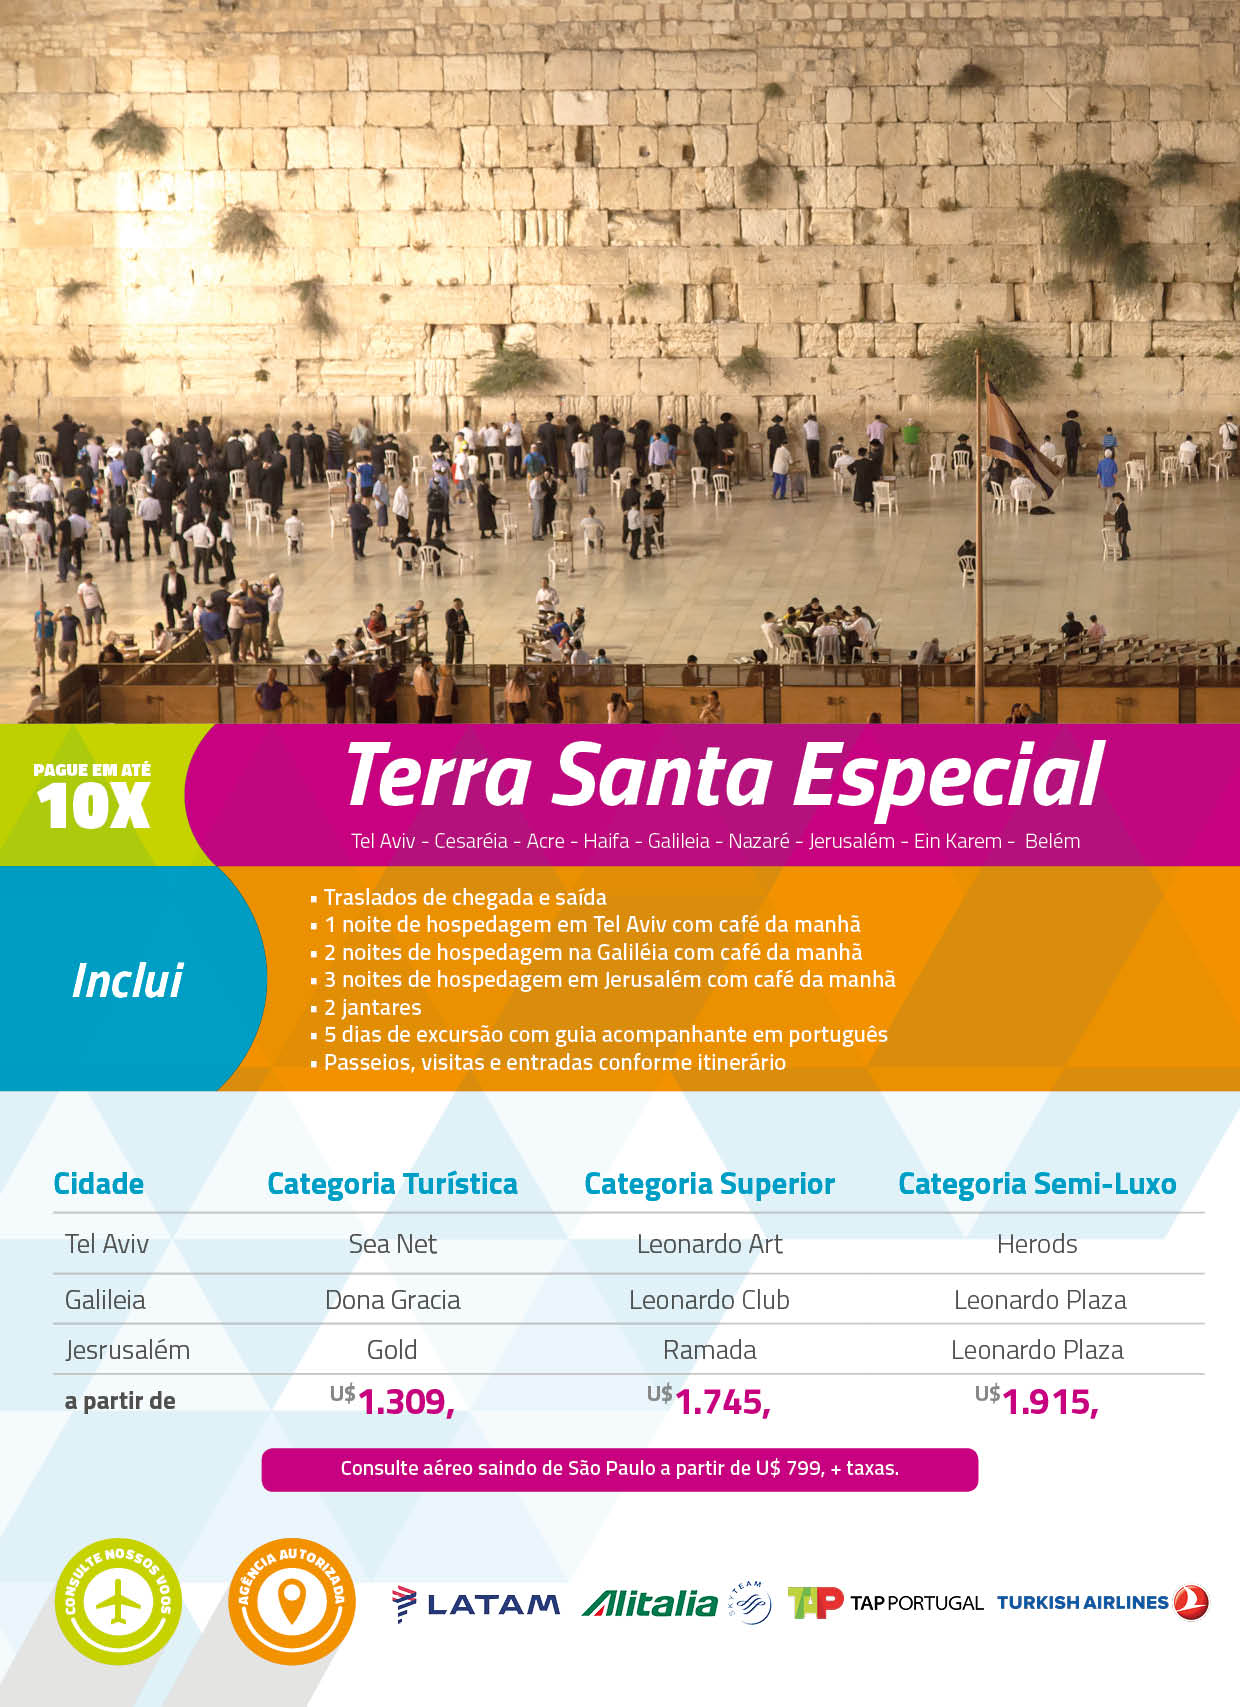 PAGUE EM ATÉ
10X
Terra Santa Especial
Tel Aviv - Cesaréia - Acre - Haifa - Galileia - Nazaré - Jerusalém - Ein Karem - Belém
Inclui
• Traslados de chegada e saída
• 1 noite de hospedagem em Tel Aviv com café da manhã
• 2 noites de hospedagem na Galiléia com café da manhã
• 3 noites de hospedagem em Jerusalém com café da manhã
• 2 jantares
• 5 dias de excursão com guia acompanhante em português
• Passeios, visitas e entradas conforme itinerário
Cidade Categoria Turística Categoria Superior Categoria Semi-Luxo
Tel Aviv Sea Net Leonardo Art Herods
Galileia Dona Gracia Leonardo Club Leonardo Plaza
Jesrusalém Gold Ramada Leonardo Plaza
a partir de U$1.309, U$1.745, U$1.915,
Consulte aéreo saindo de São Paulo a partir de U$ 799, + taxas.
CONSULTE NOSSOS VOOS
AGÊNCIA AUTORIZADA
LATAM
Alitalia
SKYTEAM
TAP TAP PORTUGAL
TURKISH AIRLINES